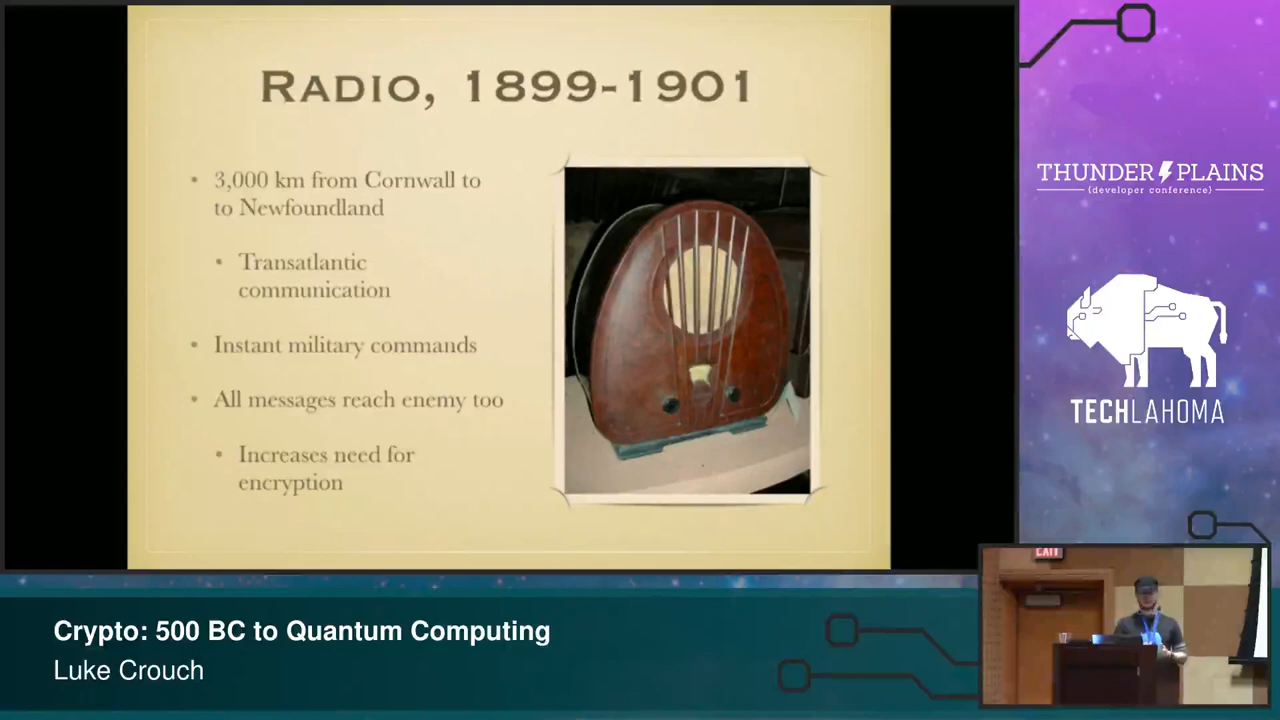 RADIO, 1899-1901
• 3,000 km from Cornwall to
to Newfoundland
• Transatlantic
communication
• Instant military commands
• All messages reach enemy too
• Increases need for
encryption
THUNDER PLAINS
{developer conference}
TECHLAHOMA
EXIT
Crypto: 500 BC to Quantum Computing
Luke Crouch